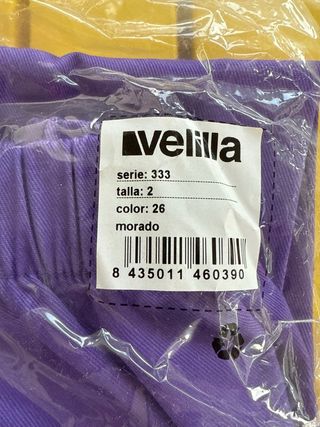 velilla
serie: 333
talla: 2
color: 26
morado
8 435011 460390